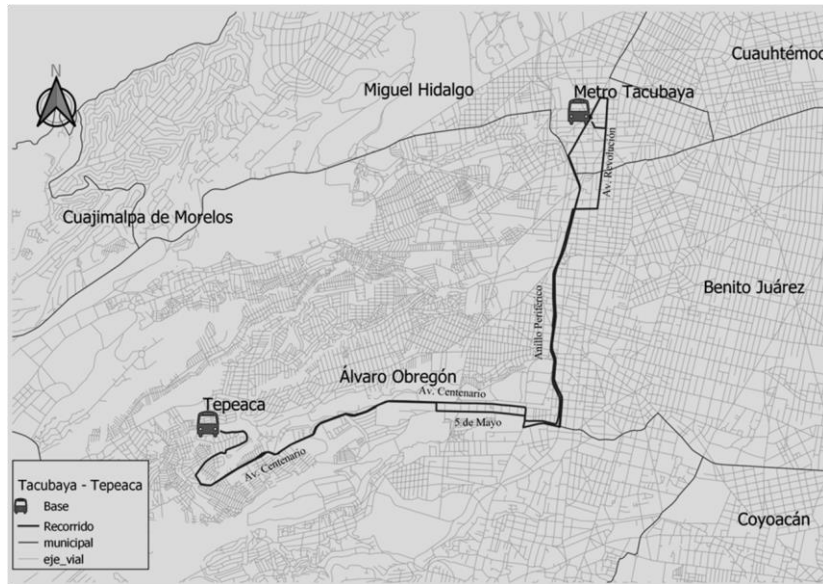 Cuauhtémoc
N
Miguel Hidalgo
Metro Tacubaya
Av. Revolución
Cuajimalpa de Morelos
Benito Juárez
Anillo Periférico
Álvaro Obregón
Av. Centenario
Tepeaca
5 de Mayo
Av. Centenario
Tacubaya - Tepeaca
Base
Recorrido
municipal
eje_vial
Coyoacán